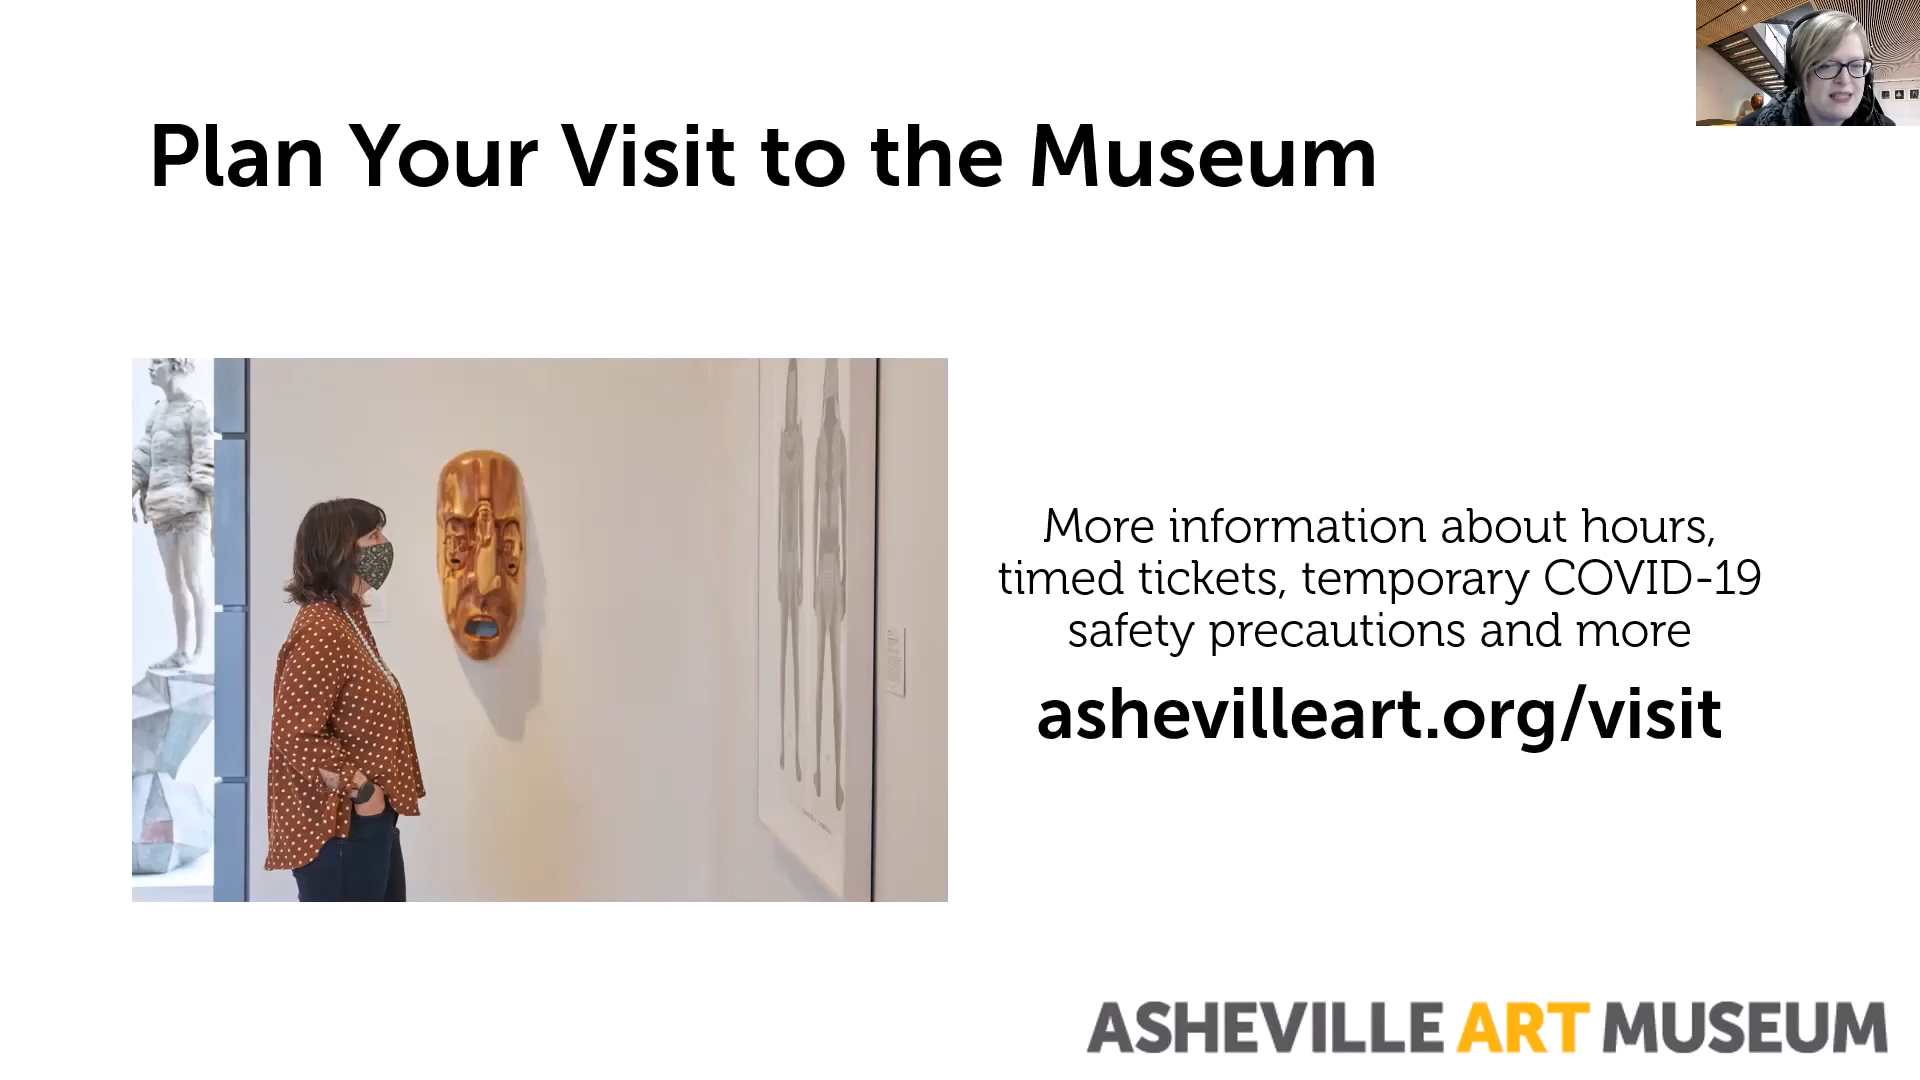 Plan Your Visit to the Museum
More information about hours,
timed tickets, temporary COVID-19
safety precautions and more
ashevilleart.org/visit
ASHEVILLE ART MUSEUM